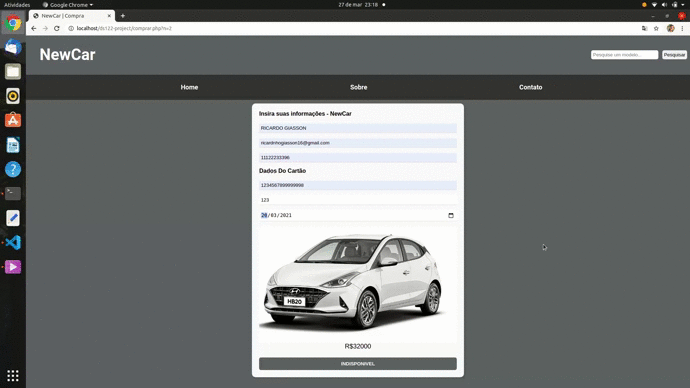 Atividades
Google Chrome
27 de mar 23:18
NewCar | Compra
localhost/ds122-project/comprar.php?n=2
NewCar
Pesquise um modelo...
Pesquisar
Home
Sobre
Contato
Insira suas informações - NewCar
RICARDO GIASSON
ricardinhogiasson16@gmail.com
11122233396
Dados Do Cartão
1234567899999998
123
26/03/2021
HB20
R$32000
INDISPONIVEL